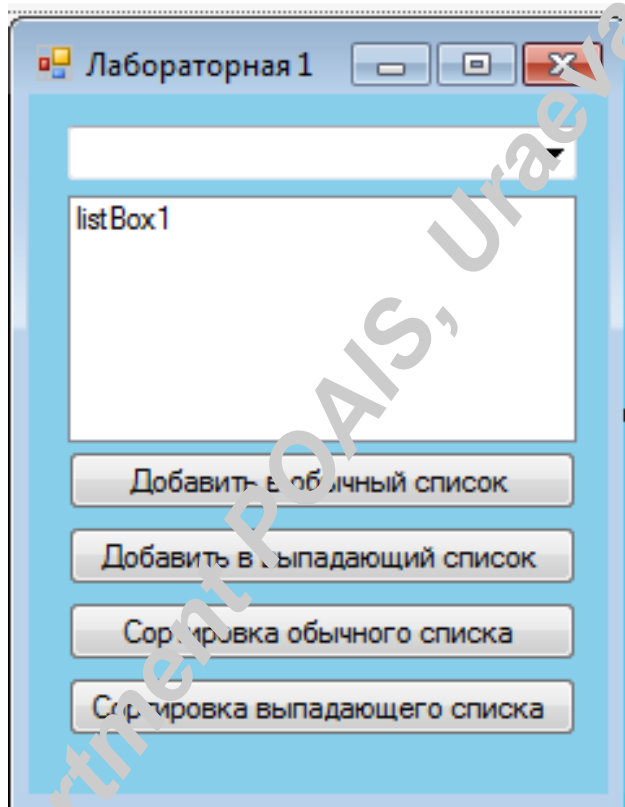 Лабораторная 1
listBox1
Добавить в обычный список
Добавить в выпадающий список
Сортировка обычного списка
Сортировка выпадающего списка
rtment POAIS, Uraeva